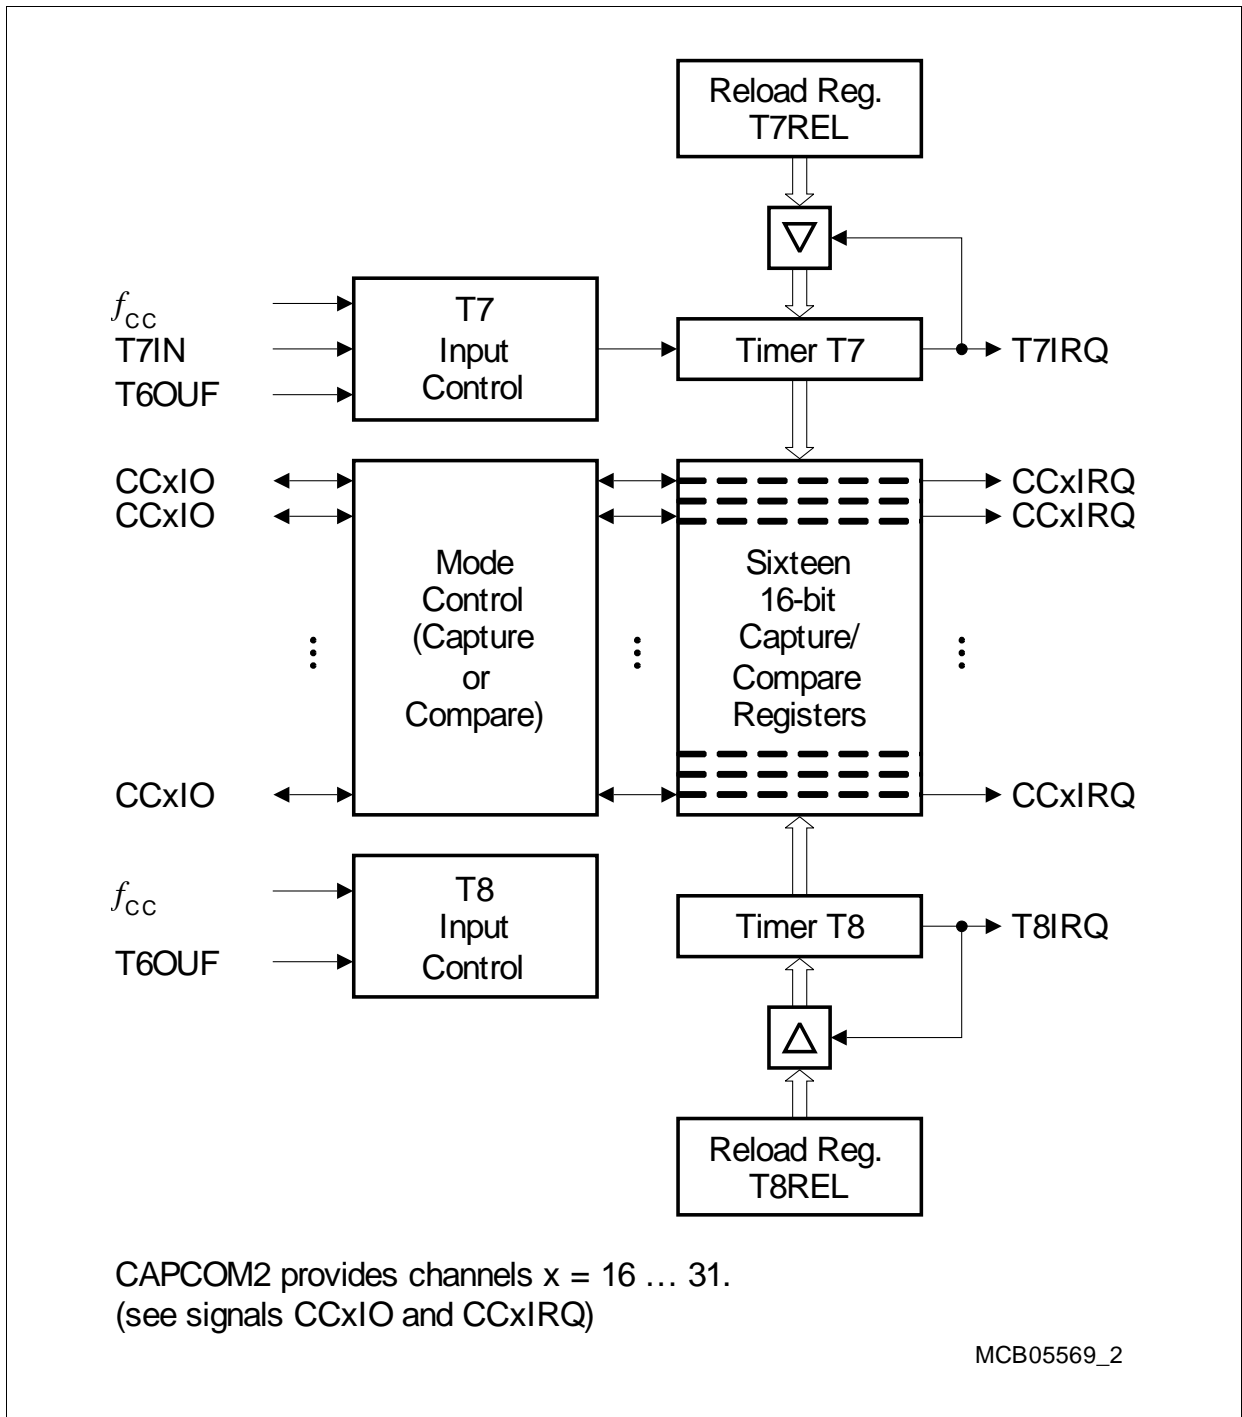 Reload Reg.
T7REL
f CC
T7IN
T6OUF
T7
Input
Control
Timer T7
T7IRQ
CCxIO
CCxIO
CCxIO
Mode
Control
(Capture
or
Compare)
Sixteen
16-bit
Capture/
Compare
Registers
CCxIRQ
CCxIRQ
CCxIRQ
f CC
T6OUF
T8
Input
Control
Timer T8
T8IRQ
Reload Reg.
T8REL
CAPCOM2 provides channels x = 16 … 31.
(see signals CCxIO and CCxIRQ)
MCB05569_2